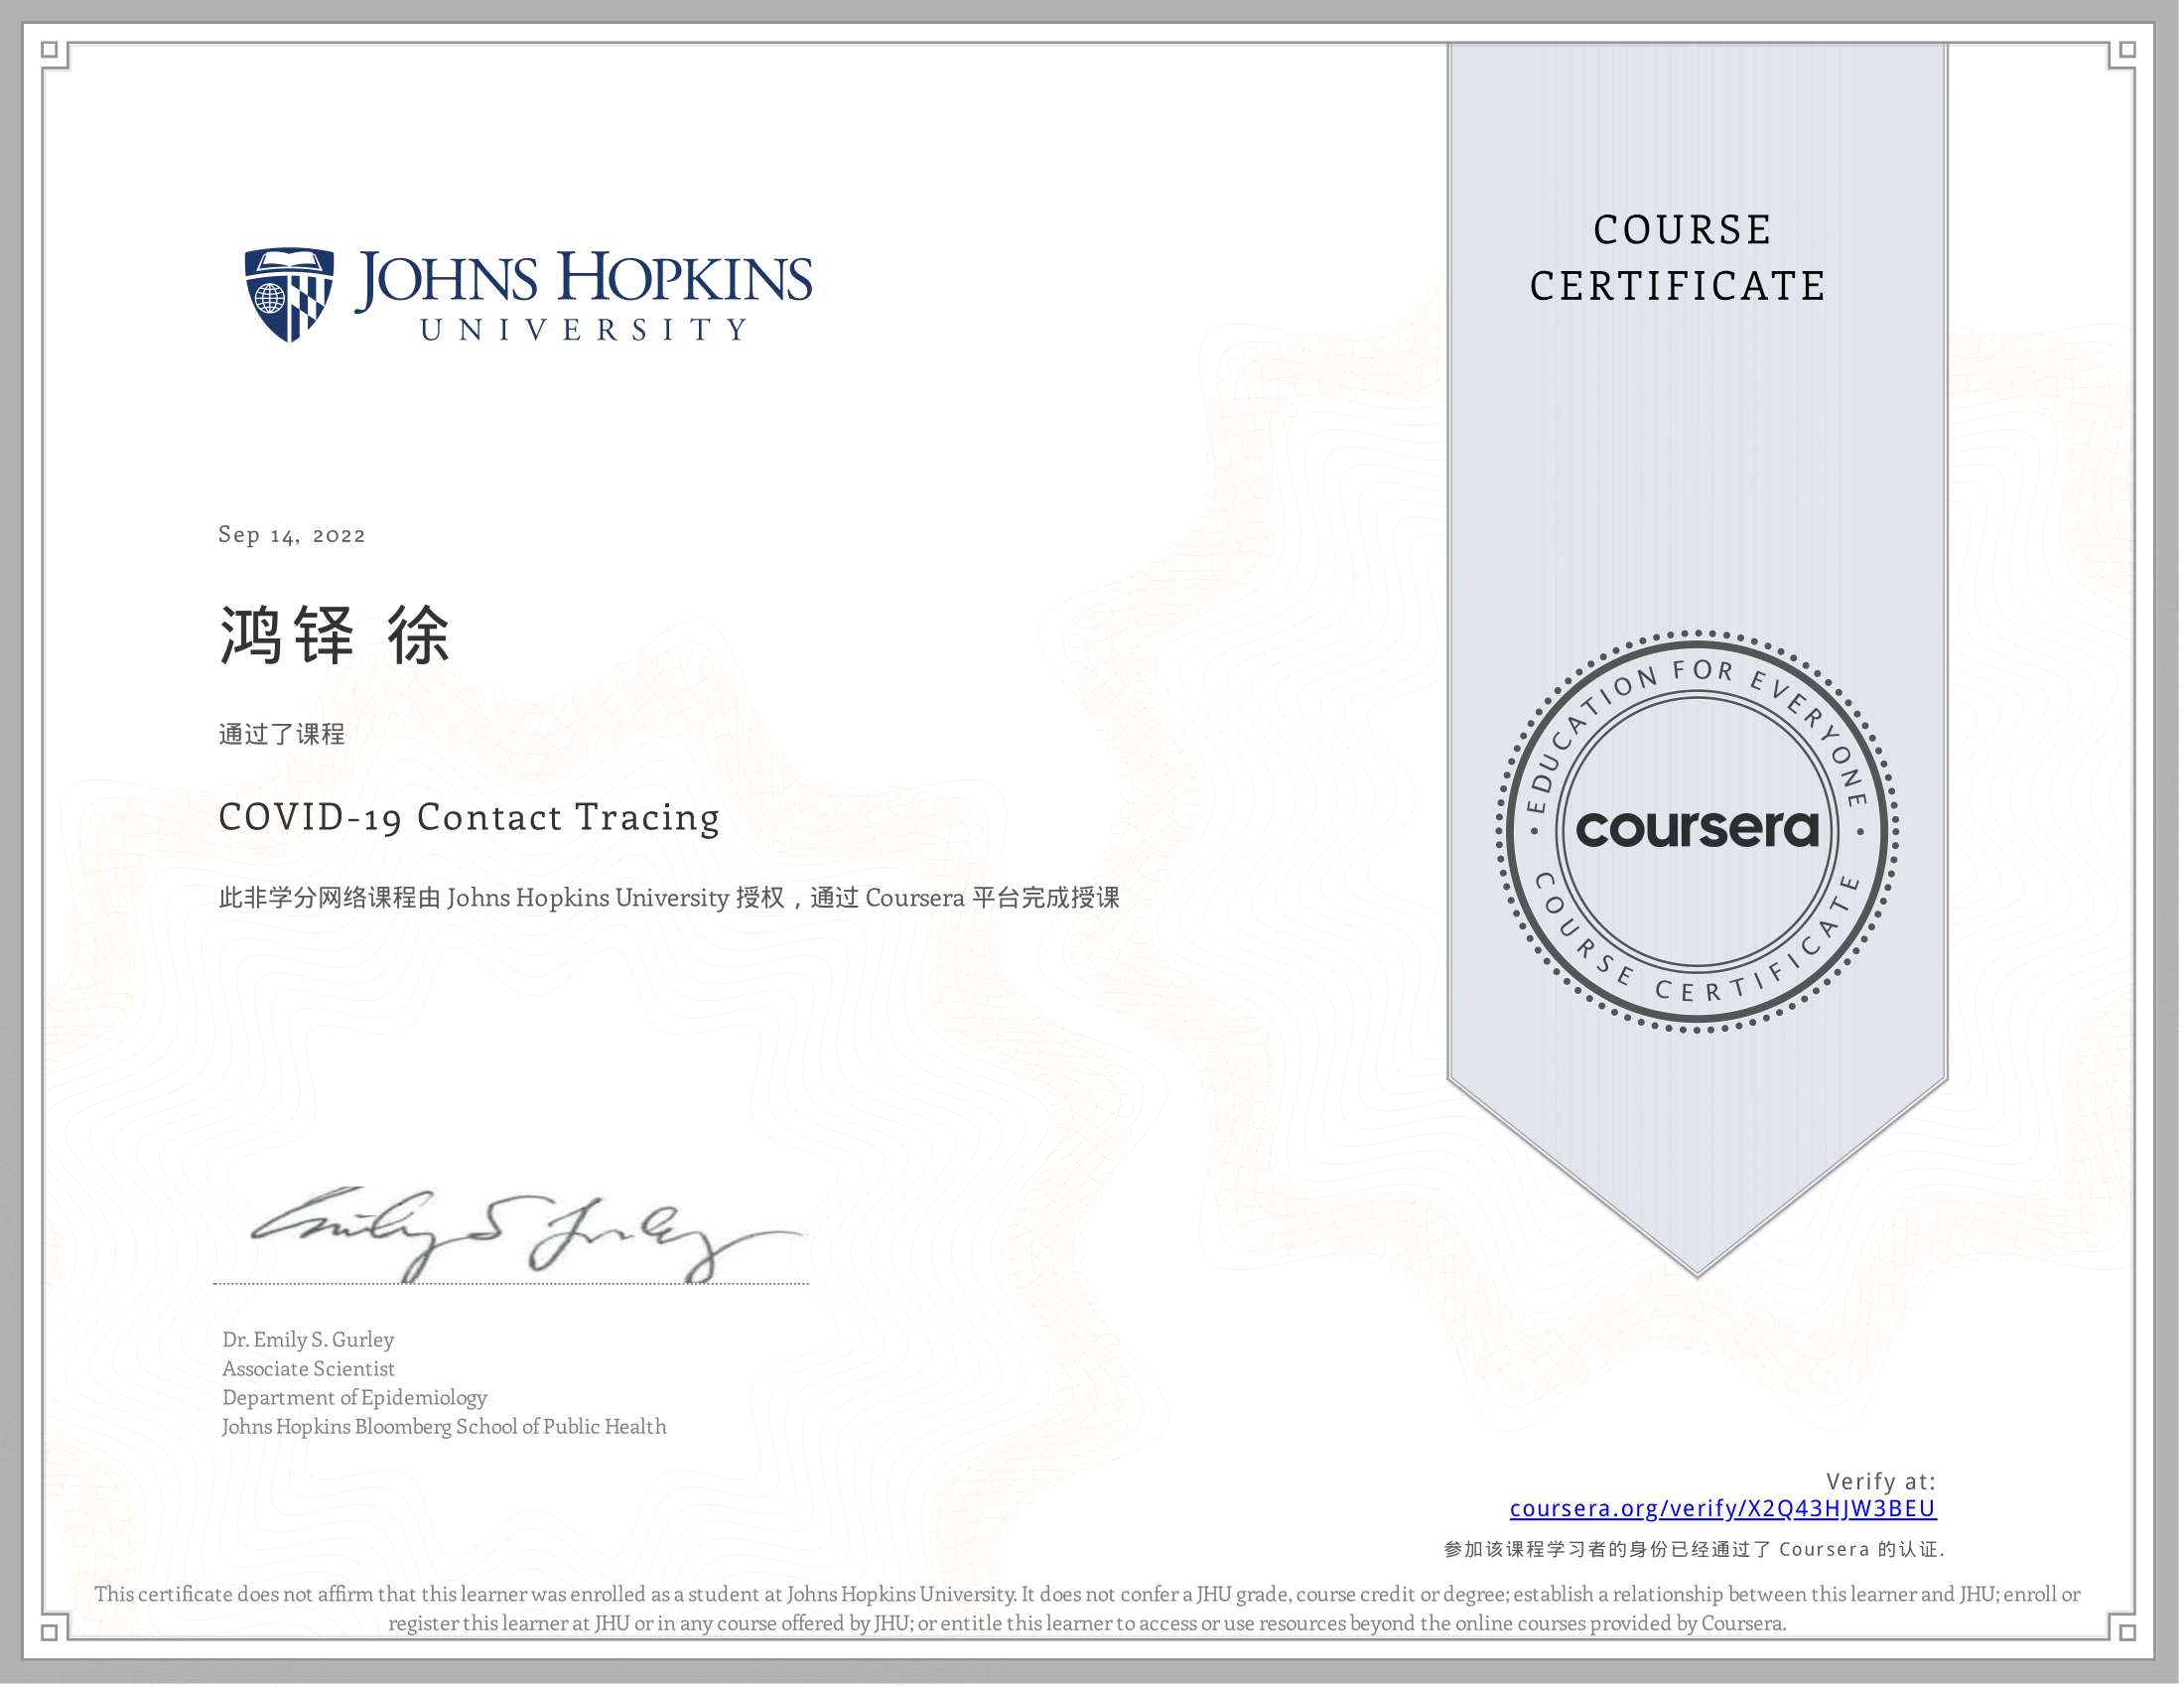 JOHNS HOPKINS
UNIVERSITY
COURSE
CERTIFICATE
Sep 14, 2022
鸿铎 徐
通过了课程
COVID-19 Contact Tracing
此非学分网络课程由 Johns Hopkins University 授权，通过 Coursera 平台完成授课
EDUCATION FOR EVERYONE
coursera
COURSE CERTIFICATE
Emily S Gurley
Dr. Emily S. Gurley
Associate Scientist
Department of Epidemiology
Johns Hopkins Bloomberg School of Public Health
Verify at:
coursera.org/verify/X2Q43HJW3BEU
参加该课程学习者的身份已经通过了 Coursera 的认证.
This certificate does not affirm that this learner was enrolled as a student at Johns Hopkins University. It does not confer a JHU grade, course credit or degree; establish a relationship between this learner and JHU; enroll or
register this learner at JHU or in any course offered by JHU; or entitle this learner to access or use resources beyond the online courses provided by Coursera.